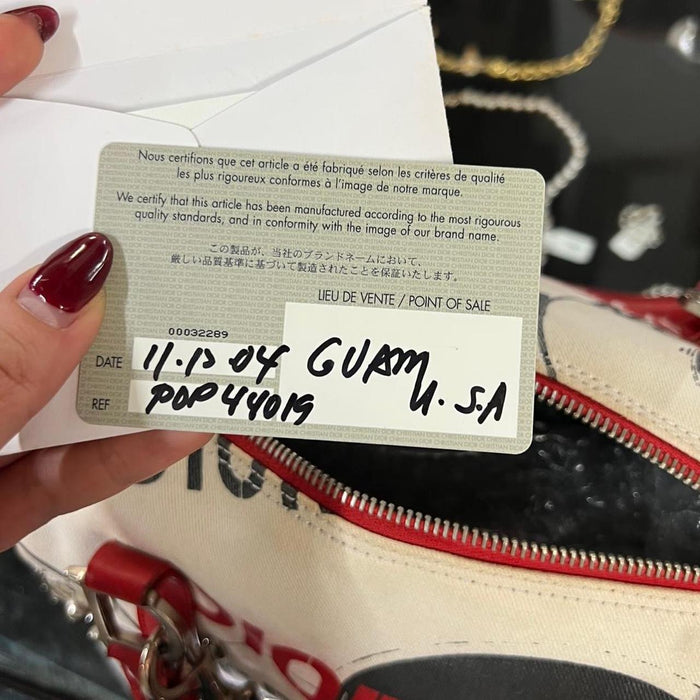 Nous certifions que cet article a été fabriqué selon les critères de qualité
les plus rigoureux conformes à l'image de notre marque.
We certify that this article has been manufactured according to the most rigourous
quality standards, and in conformity with the image of our brand name.
この製品が、当社のブランドネームにおいて、
厳しい品質基準に基づいて製造されたことを保証いたします。
LIEU DE VENTE / POINT OF SALE
00032289
DATE 11.13 04 GUAM
U.S.A
REF POP44019